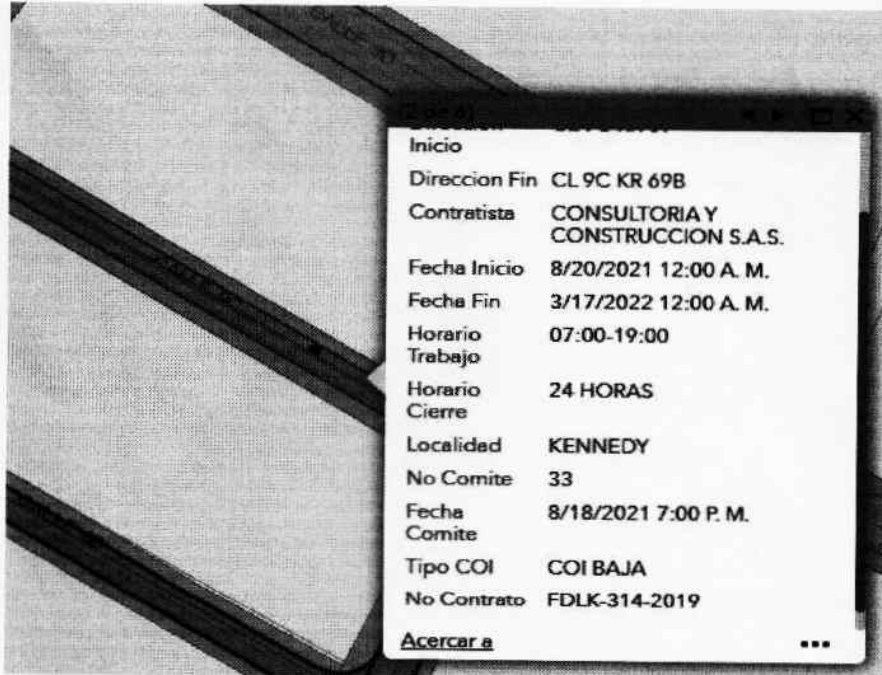 Inicio
Direccion Fin CL 9C KR 69B
Contratista CONSULTORIA Y
CONSTRUCCION S.A.S.
Fecha Inicio 8/20/2021 12:00 A. M.
Fecha Fin 3/17/2022 12:00 A. M.
Horario 07:00-19:00
Trabajo
Horario 24 HORAS
Cierre
Localidad KENNEDY
No Comite 33
Fecha 8/18/2021 7:00 P. M.
Comite
Tipo COI COI BAJA
No Contrato FDLK-314-2019
Acercar a